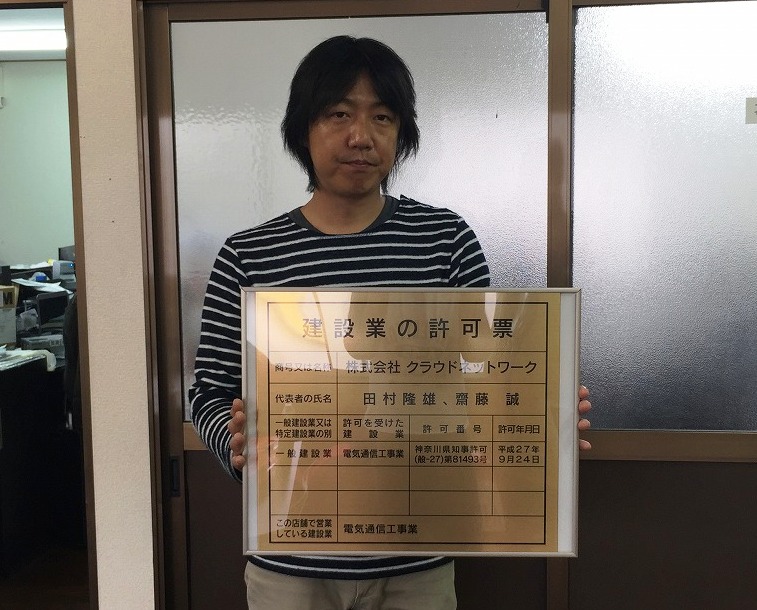 建設業の許可票
商号又は名称 株式会社 クラウドネットワーク
代表者の氏名 田村隆雄、齋藤 誠
一般建設業又は 許可を受けた 許可番号 許可年月日
特定建設業の別 建設業
一般建設業 電気通信工事業 神奈川県知事許可 平成27年
(般-27)第81493号 9月24日
この店舗で営業 電気通信工事業
している建設業